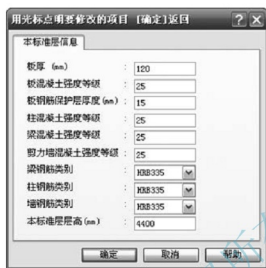 用光标点明要修改的项目 [确定]返回
本标准层信息
板厚 (mm) : 120
板混凝土强度等级 : 25
板钢筋保护层厚度(mm) : 15
柱混凝土强度等级 : 25
梁混凝土强度等级 : 25
剪力墙混凝土强度等级 : 25
梁钢筋类别 : HRB335
柱钢筋类别 : HRB335
墙钢筋类别 : HRB335
本标准层层高(mm) : 4400
确定 取消 帮助